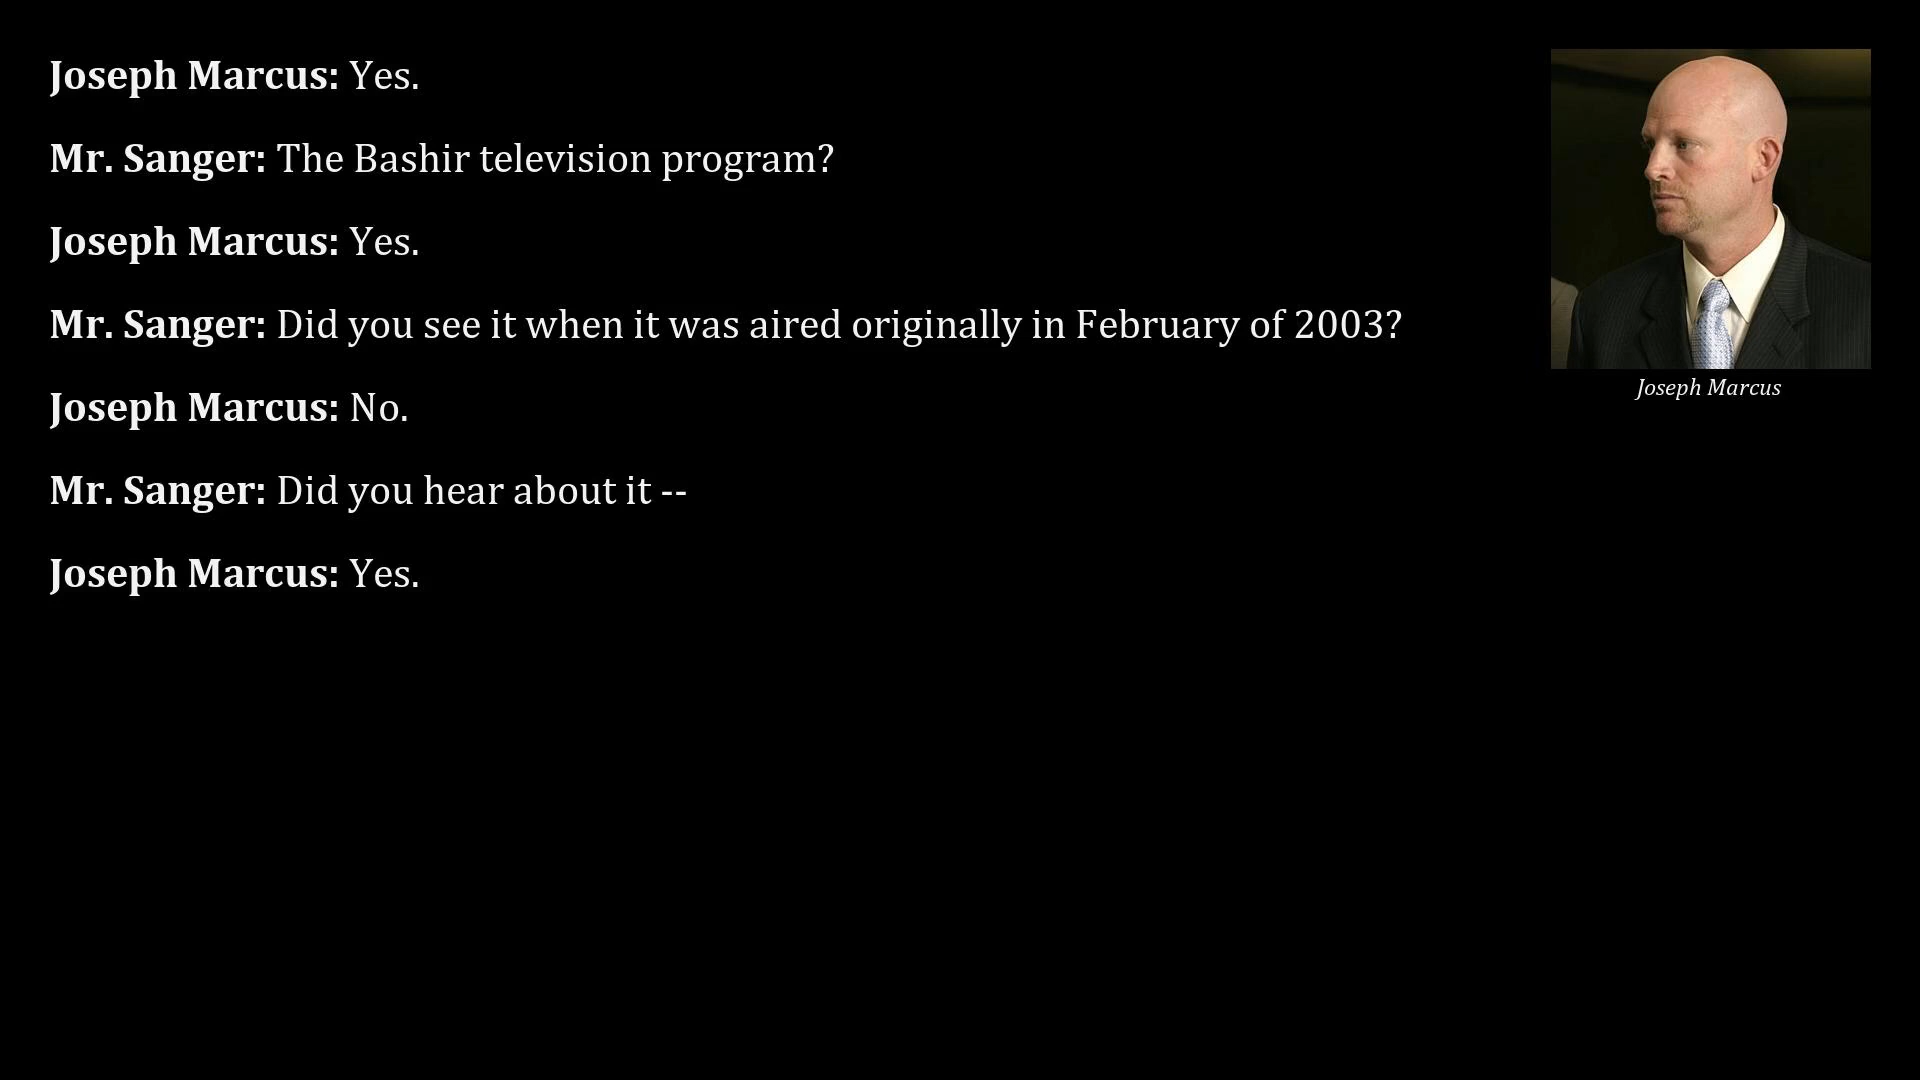 Joseph Marcus: Yes.
Mr. Sanger: The Bashir television program?
Joseph Marcus: Yes.
Mr. Sanger: Did you see it when it was aired originally in February of 2003?
Joseph Marcus: No.
Mr. Sanger: Did you hear about it --
Joseph Marcus: Yes.
Joseph Marcus